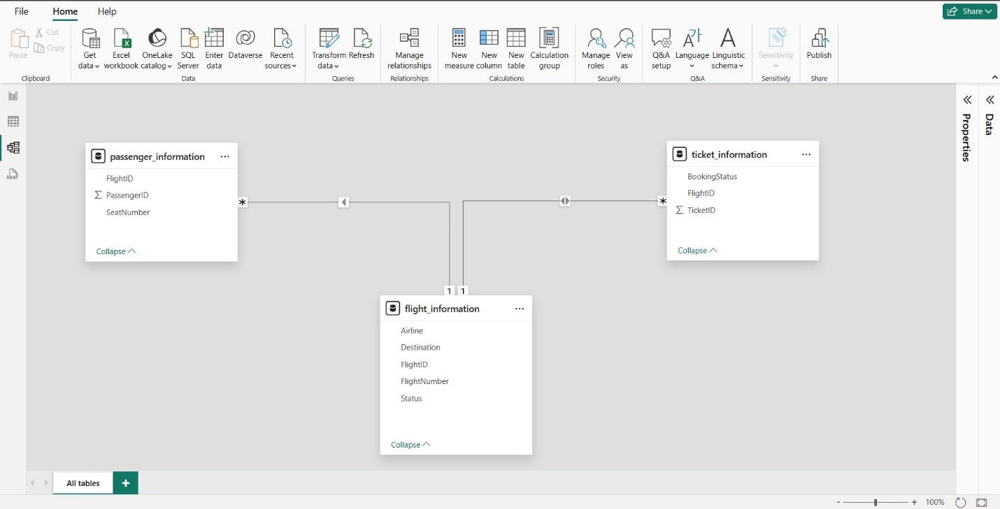 File Home Help Share
Paste
Cut
Copy
Clipboard
Get data
Excel workbook
OneLake catalog
SQL Server
Enter data
Dataverse
Recent sources
Data
Transform data
Refresh
Queries
Manage relationships
Relationships
New measure
New column
New table
Calculation group
Calculations
Manage roles
View as
Security
Q&A setup
Language
Linguistic schema
Q&A
Sensitivity
Sensitivity
Publish
Share
DAX
passenger_information ...
FlightID
Σ PassengerID
SeatNumber
Collapse
*
ticket_information ...
BookingStatus
FlightID
Σ TicketID
Collapse
*
1 1
flight_information ...
Airline
Destination
FlightID
FlightNumber
Status
Collapse
Properties
Data
All tables +
- + 100%